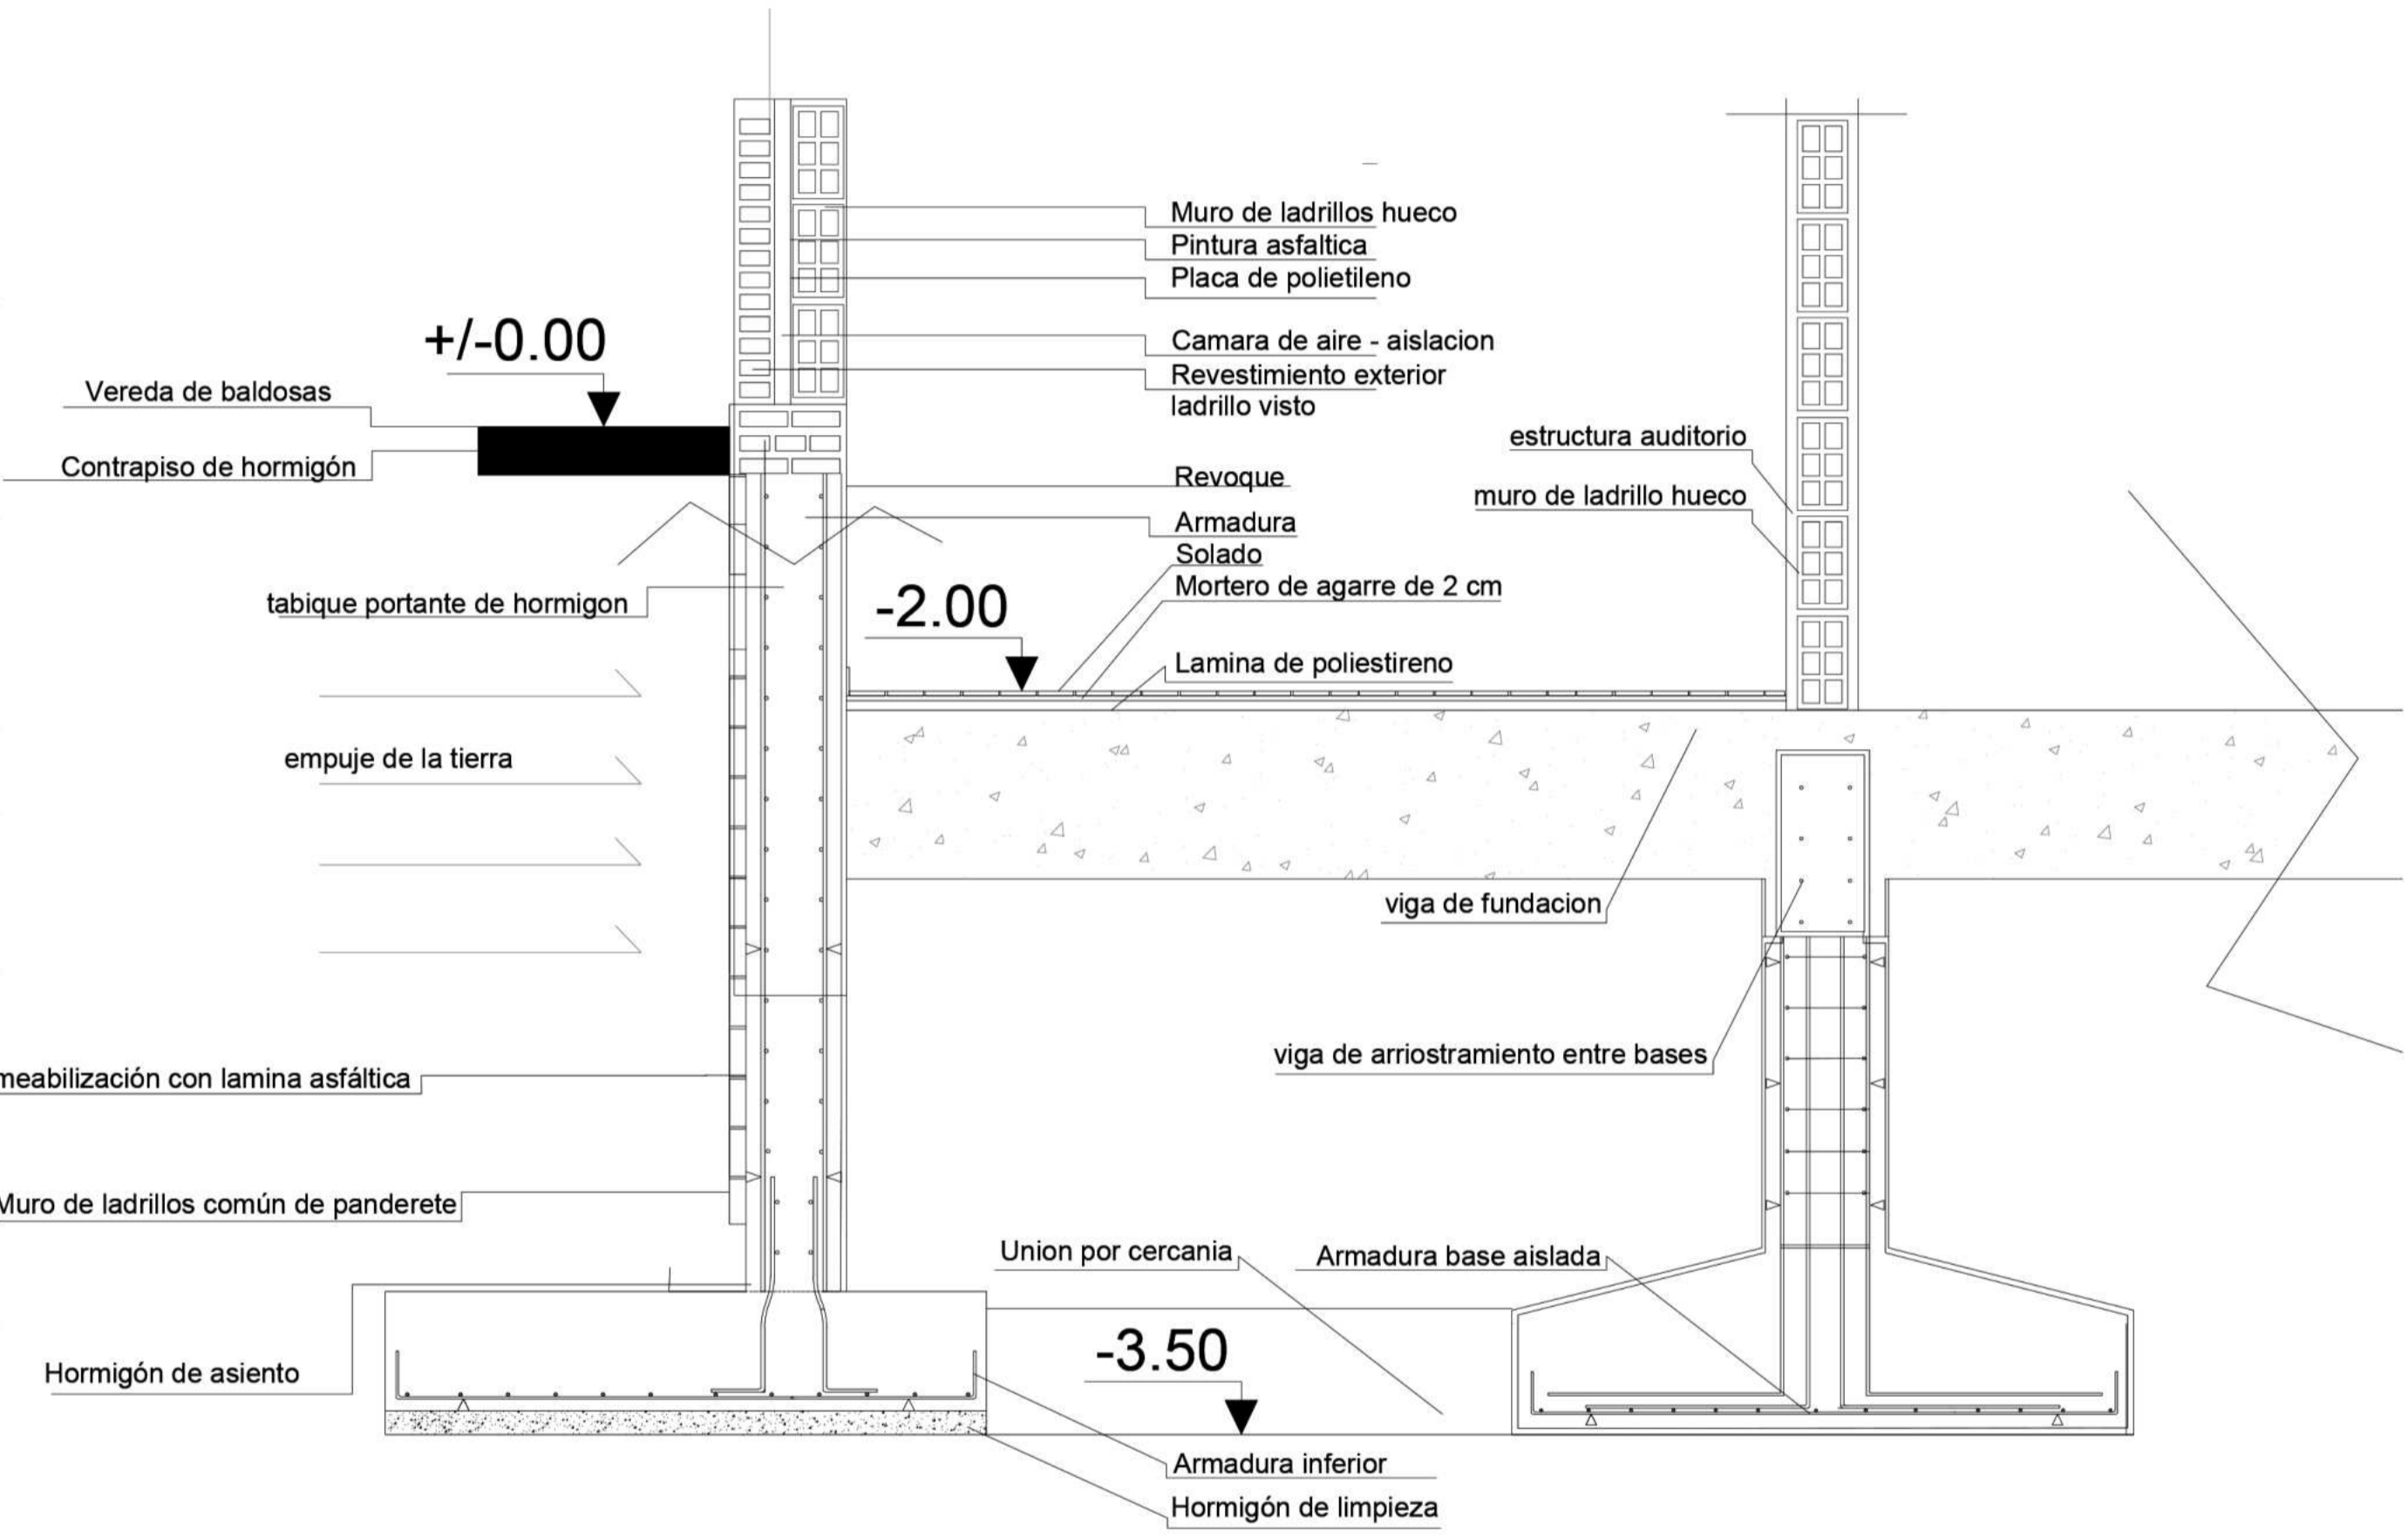 Muro de ladrillos hueco
Pintura asfaltica
Placa de polietileno
+/-0.00
Camara de aire - aislacion
Revestimiento exterior
ladrillo visto
Vereda de baldosas
Contrapiso de hormigón
estructura auditorio
muro de ladrillo hueco
Revoque
Armadura
Solado
Mortero de agarre de 2 cm
tabique portante de hormigon
-2.00
Lamina de poliestireno
empuje de la tierra
viga de fundacion
viga de arriostramiento entre bases
meabilización con lamina asfáltica
Muro de ladrillos común de panderete
Union por cercania
Armadura base aislada
-3.50
Hormigón de asiento
Armadura inferior
Hormigón de limpieza